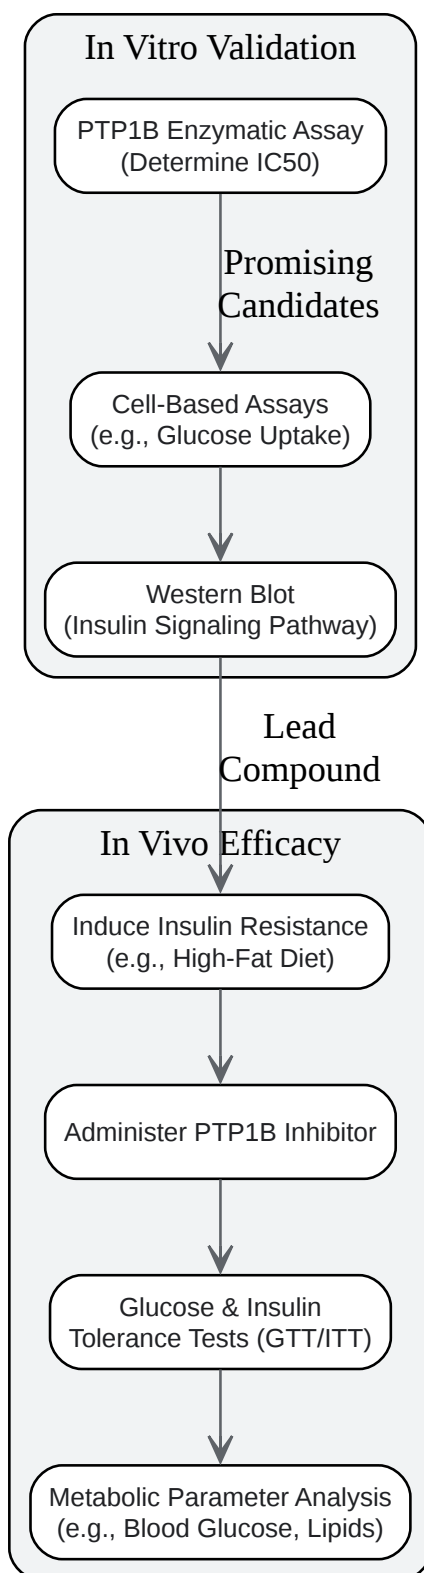 In Vitro Validation
PTP1B Enzymatic Assay
(Determine IC50)
Promising
Candidates
Cell-Based Assays
(e.g., Glucose Uptake)
Western Blot
(Insulin Signaling Pathway)
Lead
Compound
In Vivo Efficacy
Induce Insulin Resistance
(e.g., High-Fat Diet)
Administer PTP1B Inhibitor
Glucose & Insulin
Tolerance Tests (GTT/ITT)
Metabolic Parameter Analysis
(e.g., Blood Glucose, Lipids)